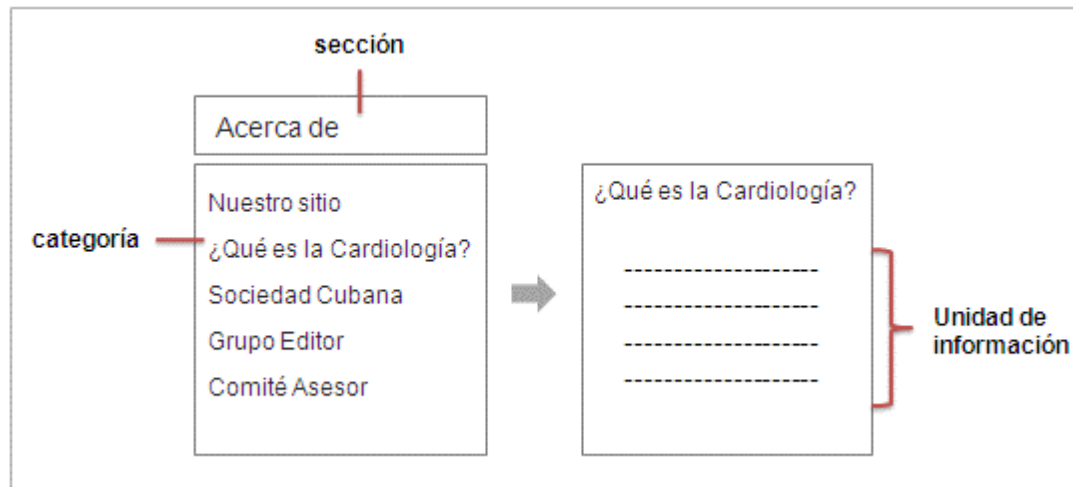 sección
Acerca de
categoría
Nuestro sitio
¿Qué es la Cardiología?
Sociedad Cubana
Grupo Editor
Comité Asesor
¿Qué es la Cardiología?
--------------------
--------------------
--------------------
--------------------
Unidad de
información